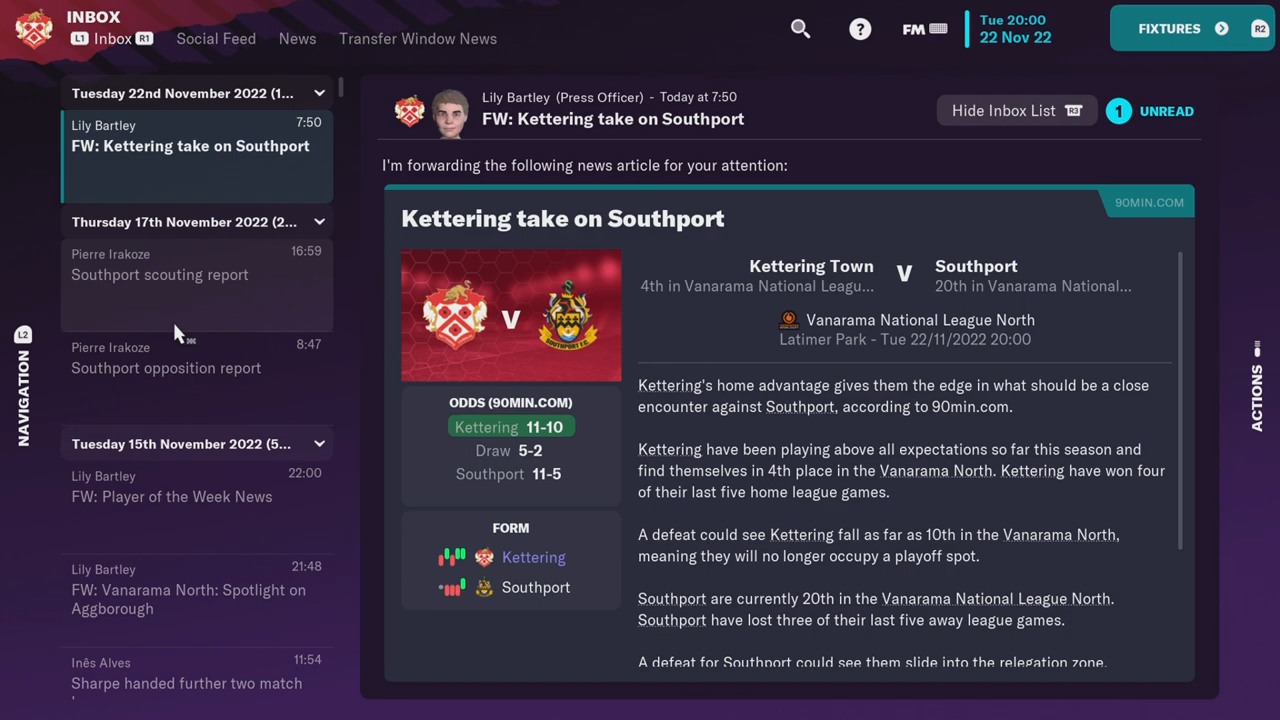 INBOX
L1 Inbox R1 Social Feed News Transfer Window News
? FM Tue 20:00
22 Nov 22
FIXTURES R2
Tuesday 22nd November 2022 (1...
Lily Bartley 7:50
FW: Kettering take on Southport
Thursday 17th November 2022 (2...
Pierre Irakoze 16:59
Southport scouting report
Pierre Irakoze 8:47
Southport opposition report
Tuesday 15th November 2022 (5...
Lily Bartley 22:00
FW: Player of the Week News
Lily Bartley 21:48
FW: Vanarama North: Spotlight on
Aggborough
Inês Alves 11:54
Sharpe handed further two match
L2
NAVIGATION
Lily Bartley (Press Officer) - Today at 7:50
FW: Kettering take on Southport
Hide Inbox List R3 1 UNREAD
I'm forwarding the following news article for your attention:
90MIN.COM
Kettering take on Southport
V
ODDS (90MIN.COM)
Kettering 11-10
Draw 5-2
Southport 11-5
FORM
Kettering
Southport
Kettering Town V Southport
4th in Vanarama National Leagu... 20th in Vanarama National...
Vanarama National League North
Latimer Park - Tue 22/11/2022 20:00
Kettering's home advantage gives them the edge in what should be a close
encounter against Southport, according to 90min.com.
Kettering have been playing above all expectations so far this season and
find themselves in 4th place in the Vanarama North. Kettering have won four
of their last five home league games.
A defeat could see Kettering fall as far as 10th in the Vanarama North,
meaning they will no longer occupy a playoff spot.
Southport are currently 20th in the Vanarama National League North.
Southport have lost three of their last five away league games.
A defeat for Southport could see them slide into the relegation zone.
ACTIONS